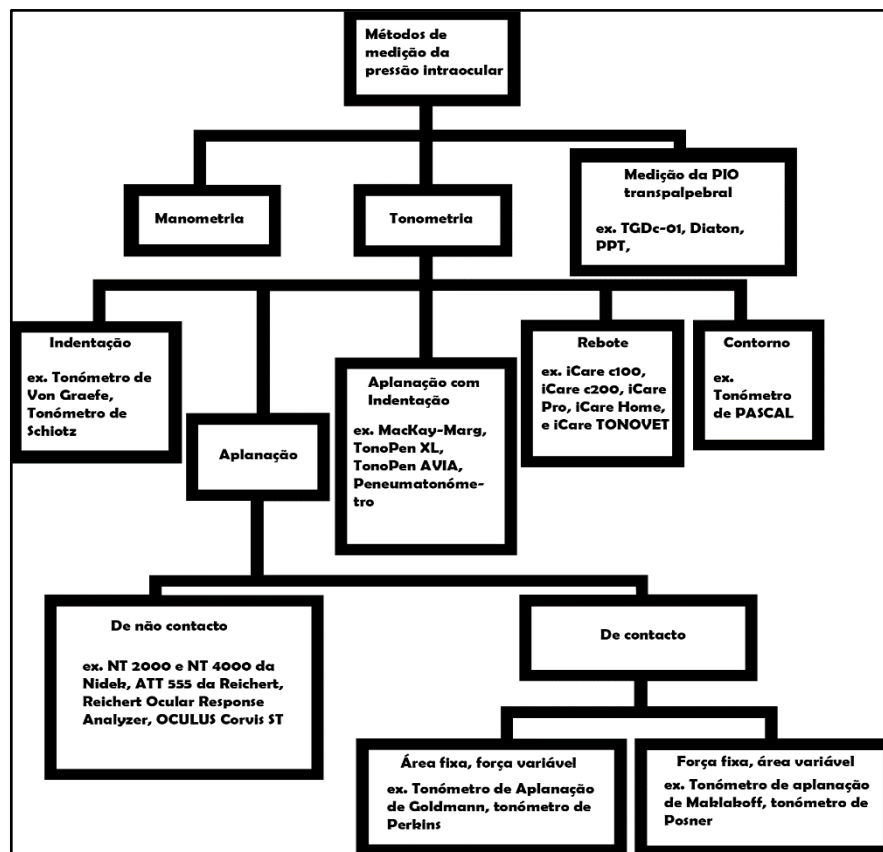 Métodos de
medição da
pressão intraocular
Manometria
Tonometria
Medição da PIO
transpalpebral
ex. TGDc-01, Diaton,
PPT,
Indentação
ex. Tonómetro de
Von Graefe,
Tonómetro de
Schiotz
Aplanação
Aplanação com
Indentação
ex. MacKay-Marg,
TonoPen XL,
TonoPen AVIA,
Peneumatonóme-
tro
Rebote
ex. iCare c100,
iCare c200, iCare
Pro, iCare Home,
e iCare TONOVET
Contorno
ex.
Tonómetro
de PASCAL
De não contacto
ex. NT 2000 e NT 4000 da
Nidek, ATT 555 da Reichert,
Reichert Ocular Response
Analyzer, OCULUS Corvis ST
De contacto
Área fixa, força variável
ex. Tonómetro de Aplanação
de Goldmann, tonómetro de
Perkins
Força fixa, área variável
ex. Tonómetro de aplanação
de Maklakoff, tonómetro de
Posner